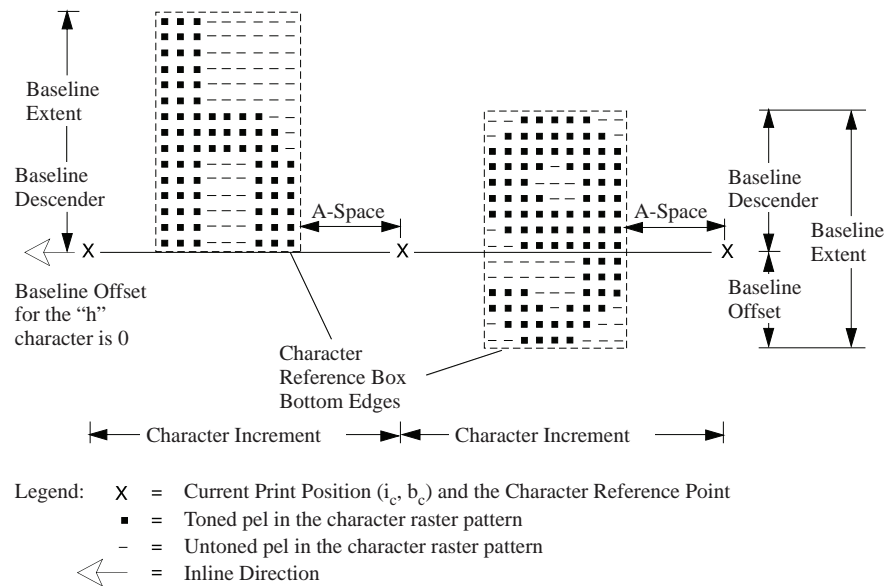 Baseline
Extent
Baseline
Descender
X
Baseline Offset
for the “h”
character is 0
A-Space
X
A-Space
X
Baseline
Descender
Baseline
Extent
Baseline
Offset
Character
Reference Box
Bottom Edges
Character Increment
Character Increment
Legend: X = Current Print Position (i_c, b_c) and the Character Reference Point
■ = Toned pel in the character raster pattern
– = Untoned pel in the character raster pattern
= Inline Direction